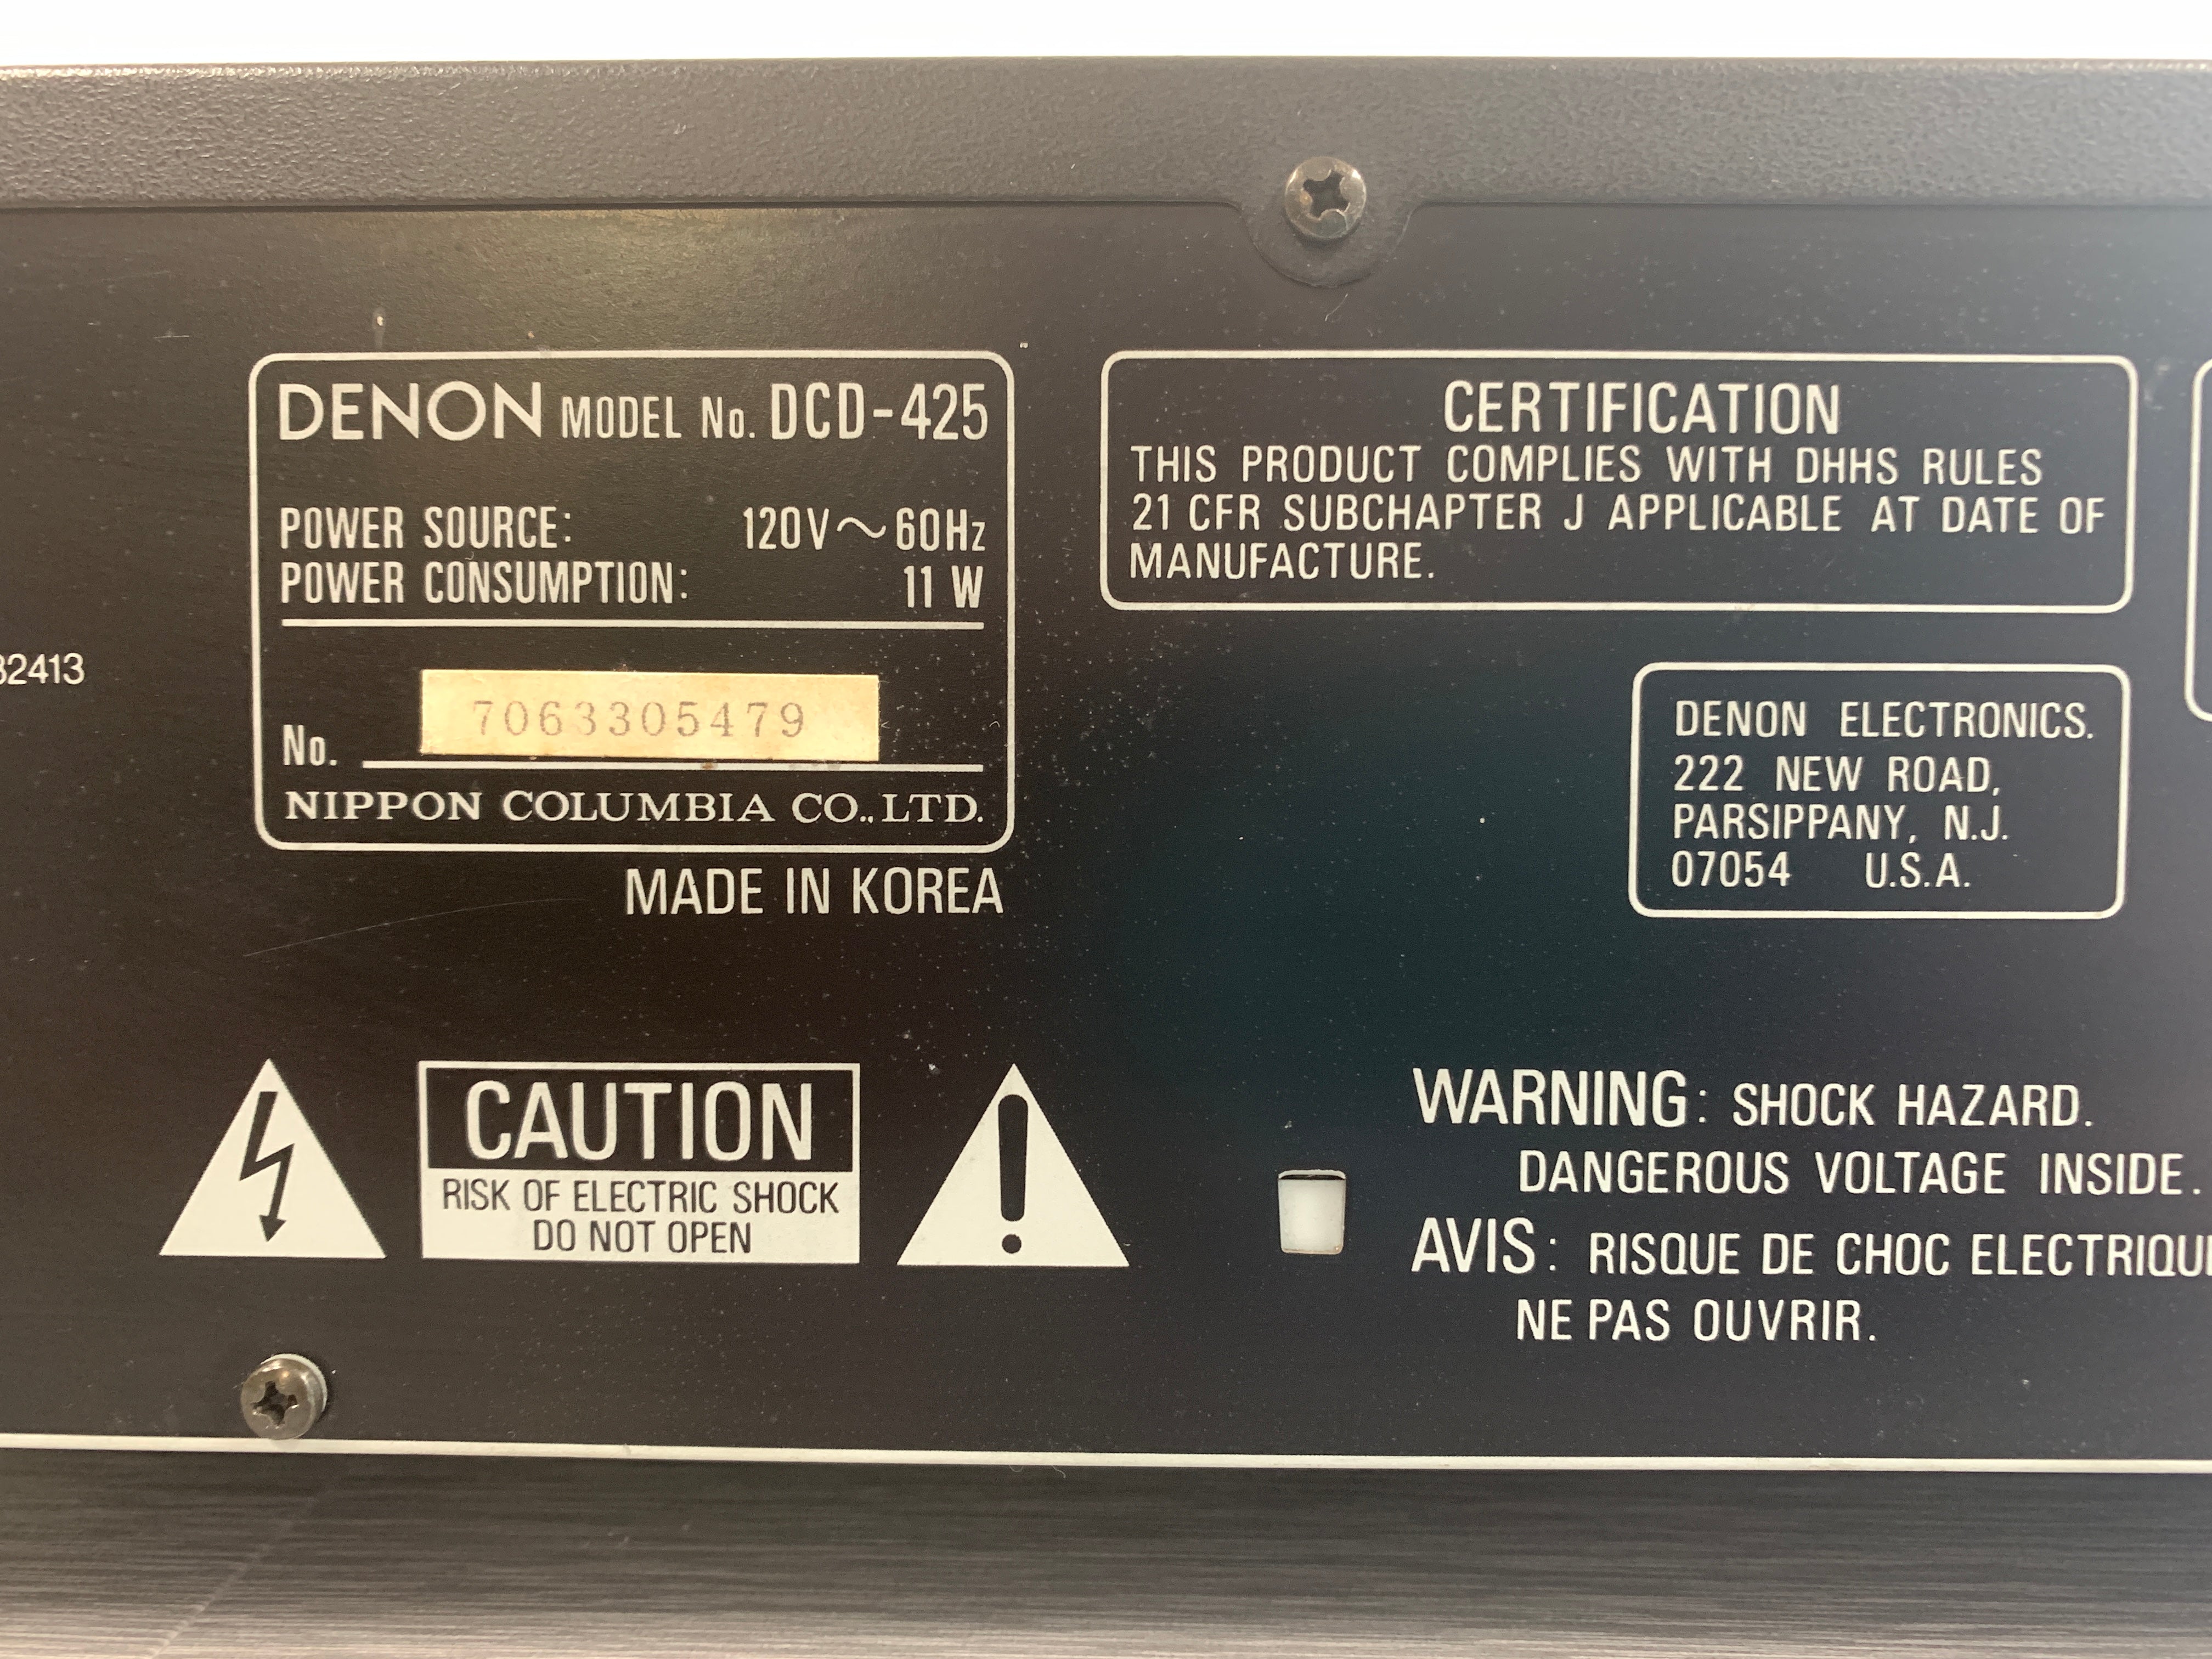 DENON MODEL No. DCD-425
POWER SOURCE: 120V~60Hz
POWER CONSUMPTION: 11 W
No. 7063305479
NIPPON COLUMBIA CO.,LTD.
MADE IN KOREA
CERTIFICATION
THIS PRODUCT COMPLIES WITH DHHS RULES
21 CFR SUBCHAPTER J APPLICABLE AT DATE OF
MANUFACTURE.
DENON ELECTRONICS.
222 NEW ROAD,
PARSIPPANY, N.J.
07054 U.S.A.
CAUTION
RISK OF ELECTRIC SHOCK
DO NOT OPEN
WARNING: SHOCK HAZARD.
DANGEROUS VOLTAGE INSIDE.
AVIS: RISQUE DE CHOC
NE PAS OUVRIR.